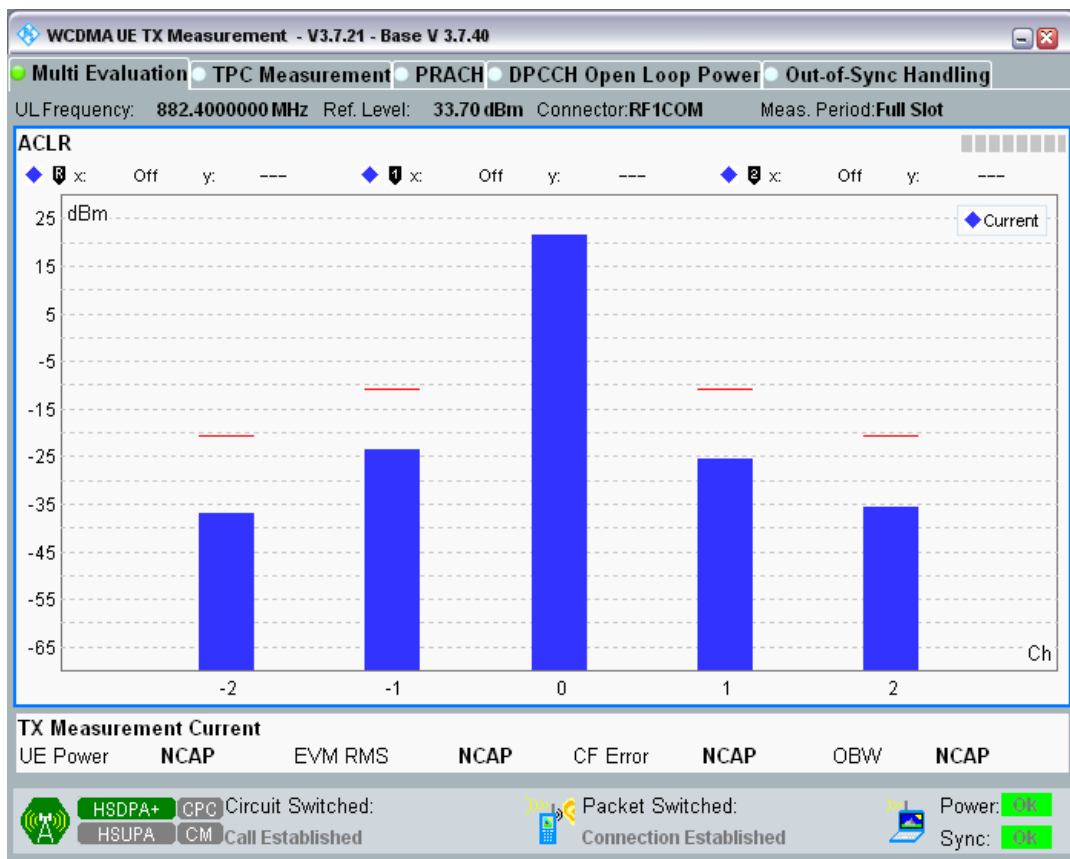 WCDMA UE TX Measurement - V3.7.21 - Base V 3.7.40
Multi Evaluation TPC Measurement PRACH DPCCH Open Loop Power Out-of-Sync Handling
UL Frequency: 882.4000000 MHz Ref. Level: 33.70 dBm Connector:RF1COM Meas. Period:Full Slot
ACLR
R x: Off y: --- 1 x: Off y: --- 2 x: Off y: ---
dBm
Current
25
15
5
-5
-15
-25
-35
-45
-55
-65
Ch
-2 -1 0 1 2
TX Measurement Current
UE Power NCAP EVM RMS NCAP CF Error NCAP OBW NCAP
HSDPA+ CPC Circuit Switched: Packet Switched: Power: Ok
HSUPA CM Call Established Connection Established Sync: Ok